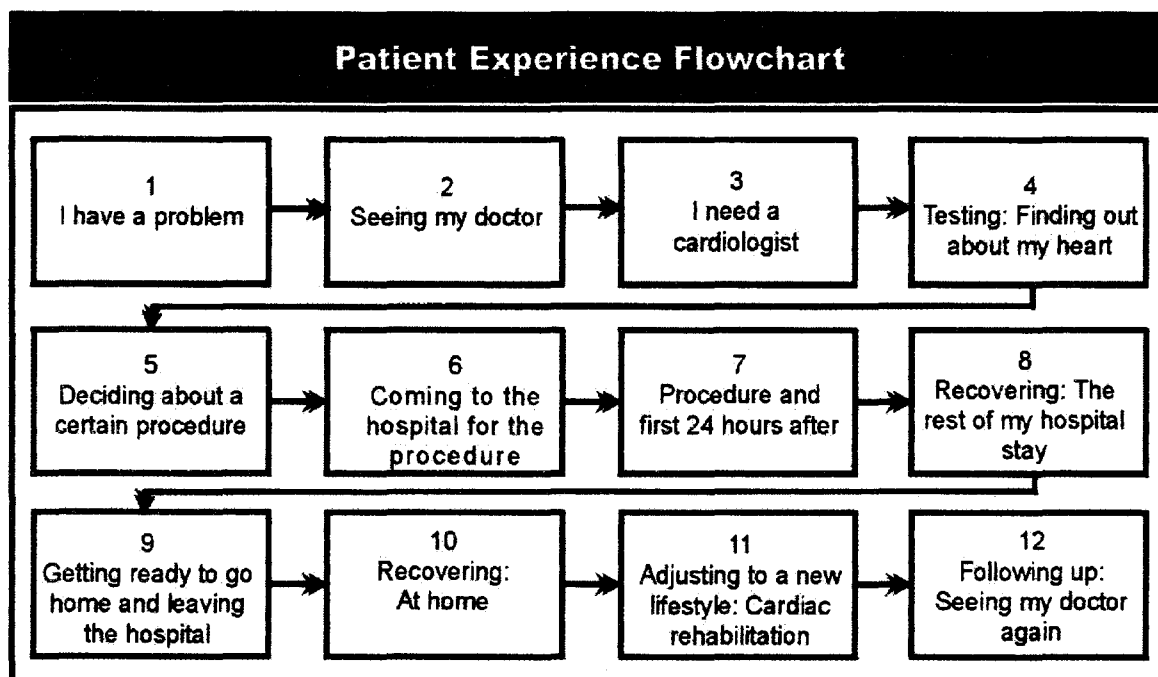 Patient Experience Flowchart
1
I have a problem
2
Seeing my doctor
3
I need a
cardiologist
4
Testing: Finding out
about my heart
5
Deciding about a
certain procedure
6
Coming to the
hospital for the
procedure
7
Procedure and
first 24 hours after
8
Recovering: The
rest of my hospital
stay
9
Getting ready to go
home and leaving
the hospital
10
Recovering:
At home
11
Adjusting to a new
lifestyle: Cardiac
rehabilitation
12
Following up:
Seeing my doctor
again